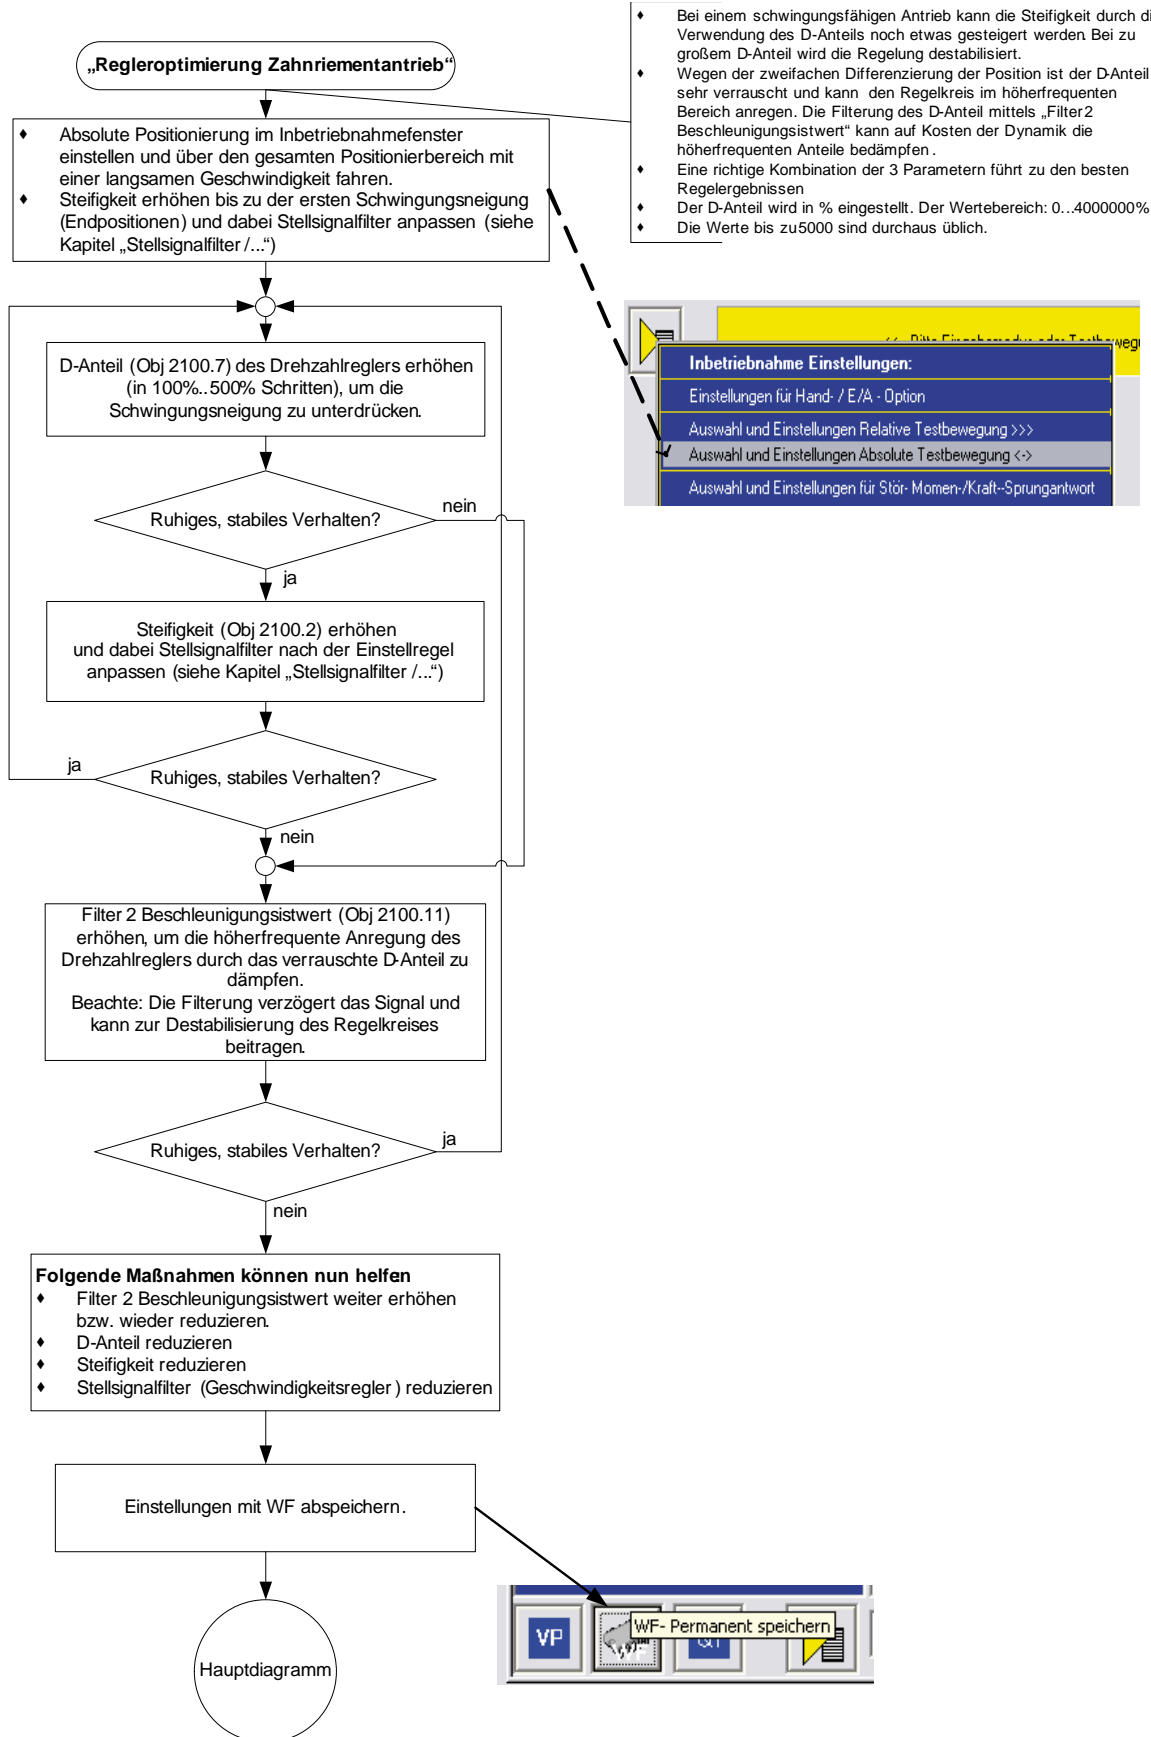 „Regleroptimierung Zahnriementantrieb“
♦ Bei einem schwingungsfähigen Antrieb kann die Steifigkeit durch di
Verwendung des D-Anteils noch etwas gesteigert werden. Bei zu
großem D-Anteil wird die Regelung destabilisiert.
♦ Wegen der zweifachen Differenzierung der Position ist der D-Anteil
sehr verrauscht und kann den Regelkreis im höherfrequenten
Bereich anregen. Die Filterung des D-Anteil mittels „Filter 2
Beschleunigungsistwert“ kann auf Kosten der Dynamik die
höherfrequenten Anteile bedämpfen.
♦ Eine richtige Kombination der 3 Parametern führt zu den besten
Regelergebnissen
♦ Der D-Anteil wird in % eingestellt. Der Wertebereich: 0...4000000%
♦ Die Werte bis zu 5000 sind durchaus üblich.
♦ Absolute Positionierung im Inbetriebnahmefenster
einstellen und über den gesamten Positionierbereich mit
einer langsamen Geschwindigkeit fahren.
♦ Steifigkeit erhöhen bis zu der ersten Schwingungsneigung
(Endpositionen) und dabei Stellsignalfilter anpassen (siehe
Kapitel „Stellsignalfilter /...“)
Inbetriebnahme Einstellungen:
Einstellungen für Hand- / E/A - Option
Auswahl und Einstellungen Relative Testbewegung >>>
Auswahl und Einstellungen Absolute Testbewegung <->
Auswahl und Einstellungen für Stör- Momen-/Kraft--Sprungantwort
D-Anteil (Obj 2100.7) des Drehzahlreglers erhöhen
(in 100%..500% Schritten), um die
Schwingungsneigung zu unterdrücken.
Ruhiges, stabiles Verhalten?
nein
ja
Steifigkeit (Obj 2100.2) erhöhen
und dabei Stellsignalfilter nach der Einstellregel
anpassen (siehe Kapitel „Stellsignalfilter /...“)
ja
Ruhiges, stabiles Verhalten?
nein
Filter 2 Beschleunigungsistwert (Obj 2100.11)
erhöhen, um die höherfrequente Anregung des
Drehzahlreglers durch das verrauschte D-Anteil zu
dämpfen.
Beachte: Die Filterung verzögert das Signal und
kann zur Destabilisierung des Regelkreises
beitragen.
Ruhiges, stabiles Verhalten?
ja
nein
Folgende Maßnahmen können nun helfen
♦ Filter 2 Beschleunigungsistwert weiter erhöhen
bzw. wieder reduzieren.
♦ D-Anteil reduzieren
♦ Steifigkeit reduzieren
♦ Stellsignalfilter (Geschwindigkeitsregler) reduzieren
Einstellungen mit WF abspeichern.
VP
WF- Permanent speichern
Hauptdiagramm